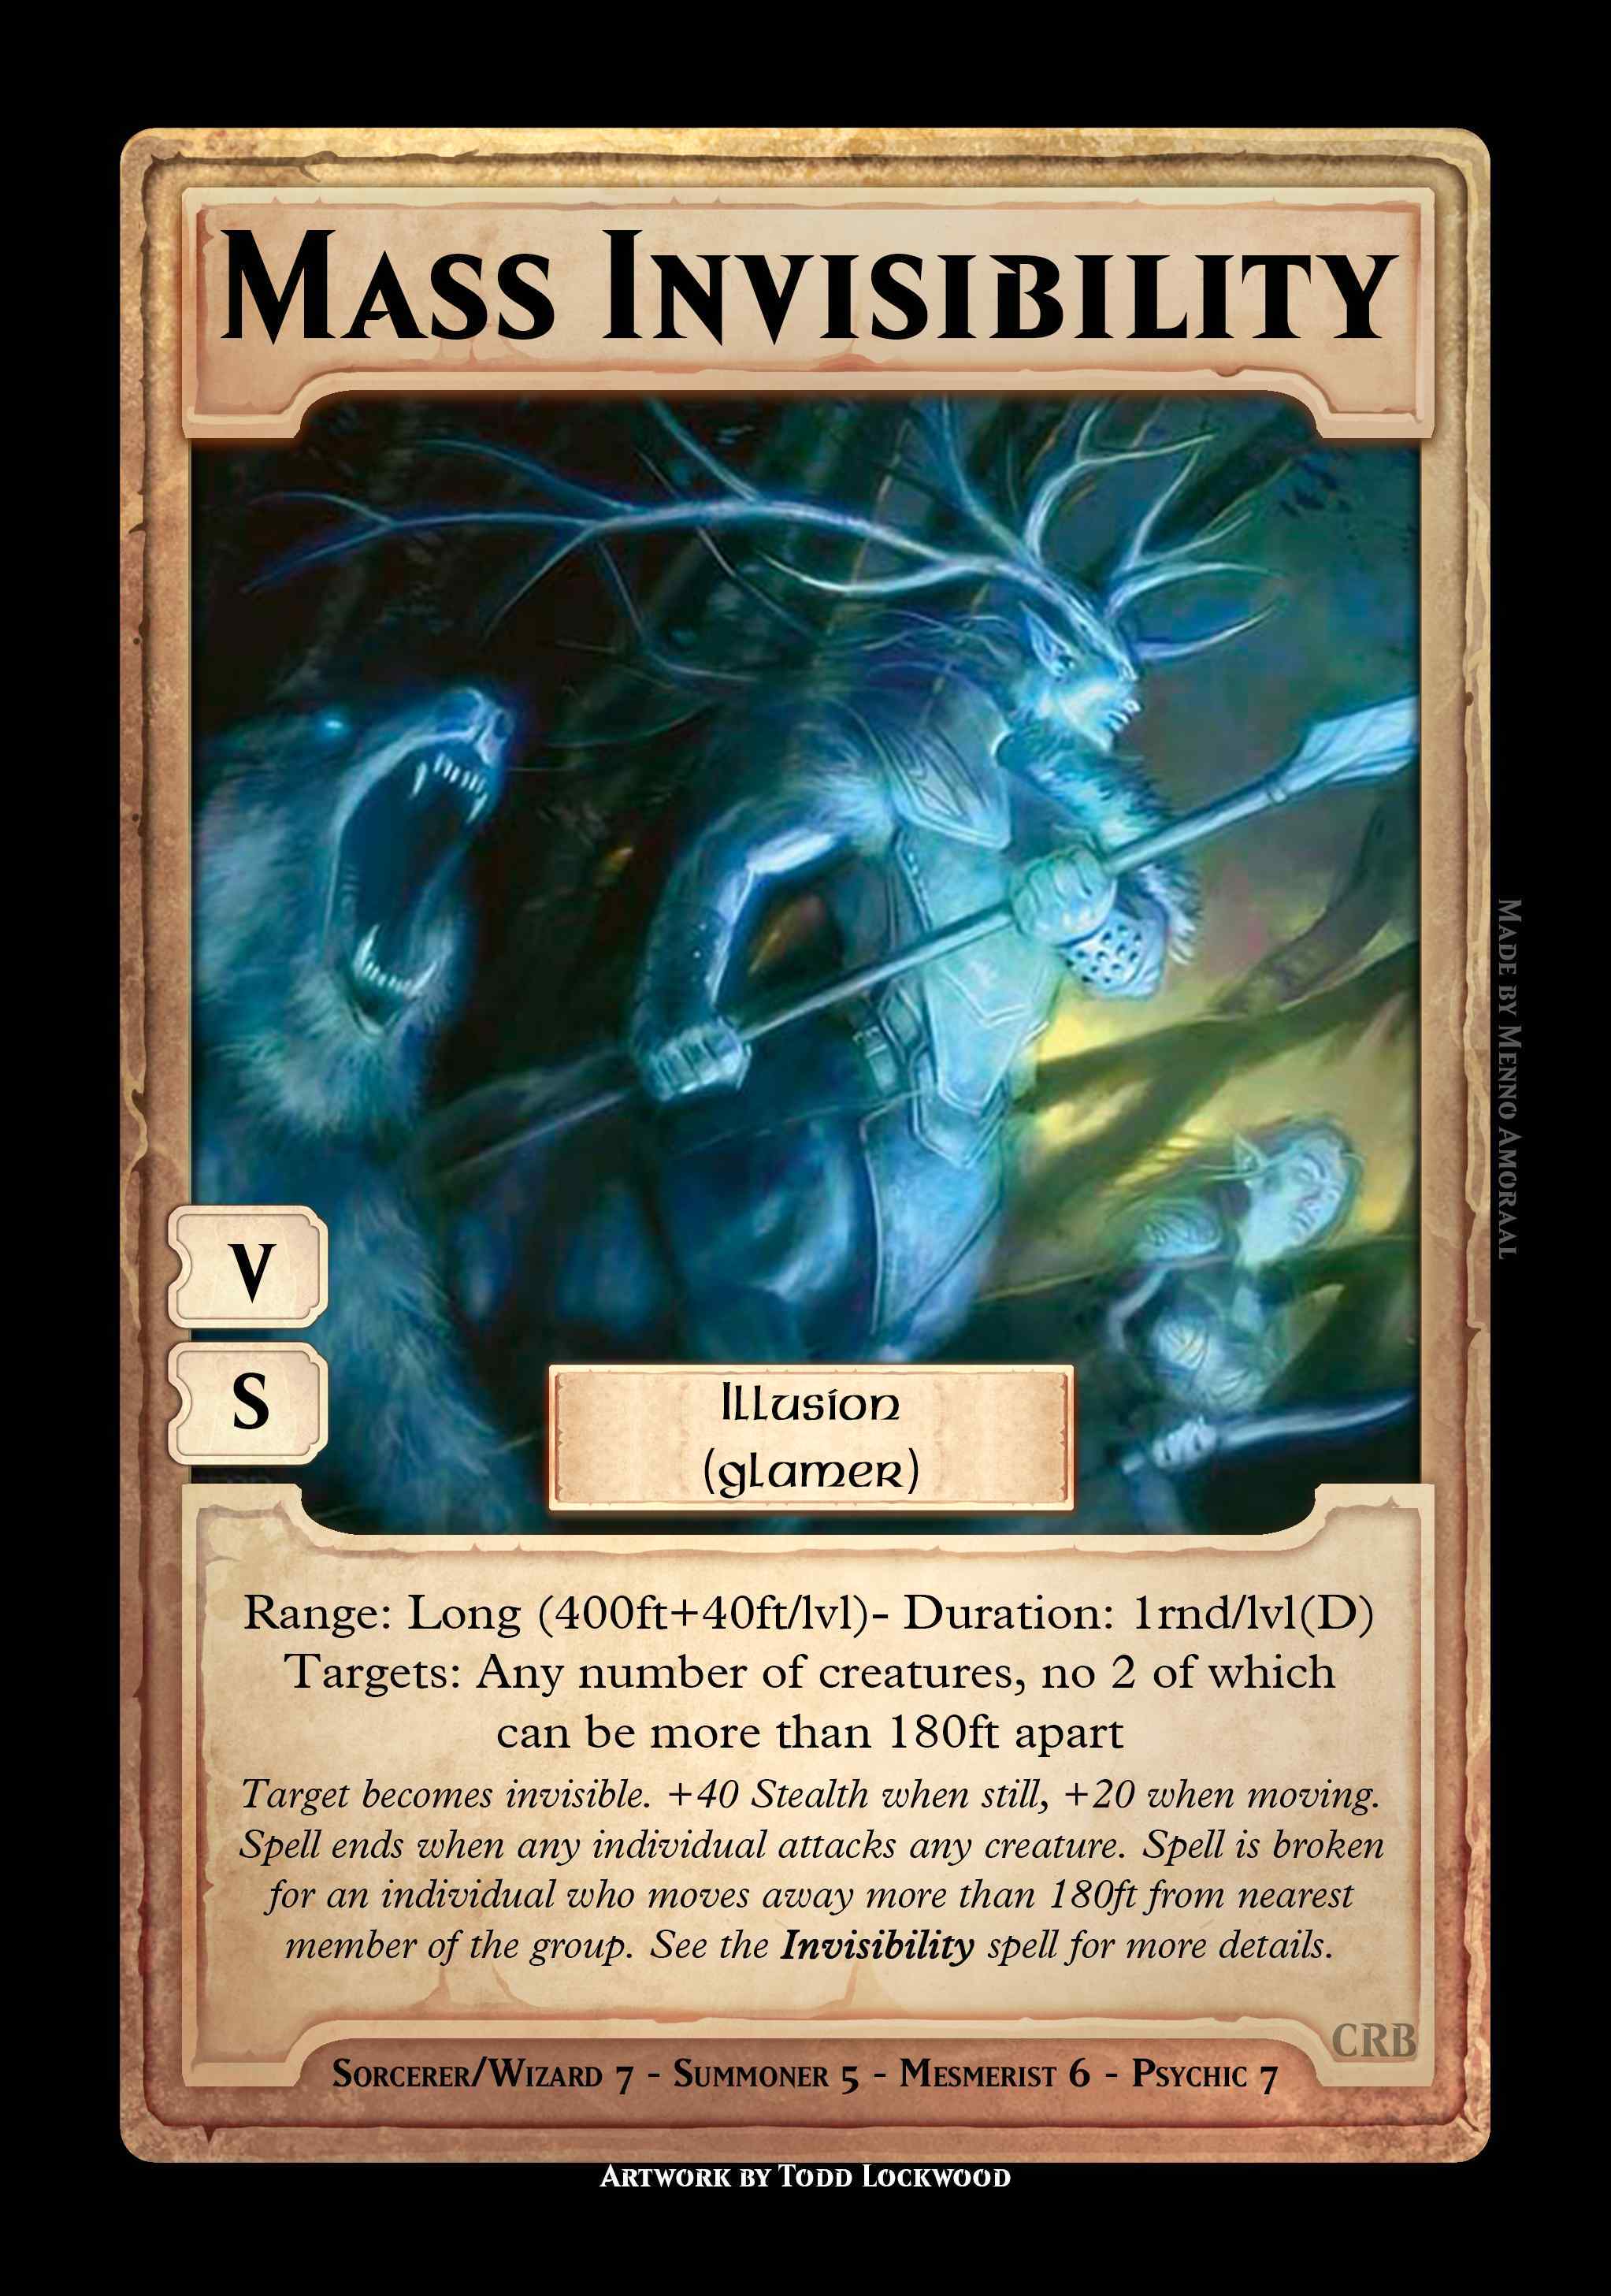 Mass Invisibility
V
S
Illusion
(glamer)
Range: Long (400ft+40ft/lvl)- Duration: 1rnd/lvl(D)
Targets: Any number of creatures, no 2 of which
can be more than 180ft apart
Target becomes invisible. +40 Stealth when still, +20 when moving.
Spell ends when any individual attacks any creature. Spell is broken
for an individual who moves away more than 180ft from nearest
member of the group. See the Invisibility spell for more details.
CRB
Sorcerer/Wizard 7 - Summoner 5 - Mesmerist 6 - Psychic 7
Artwork by Todd Lockwood
Made by Menno Amoraal